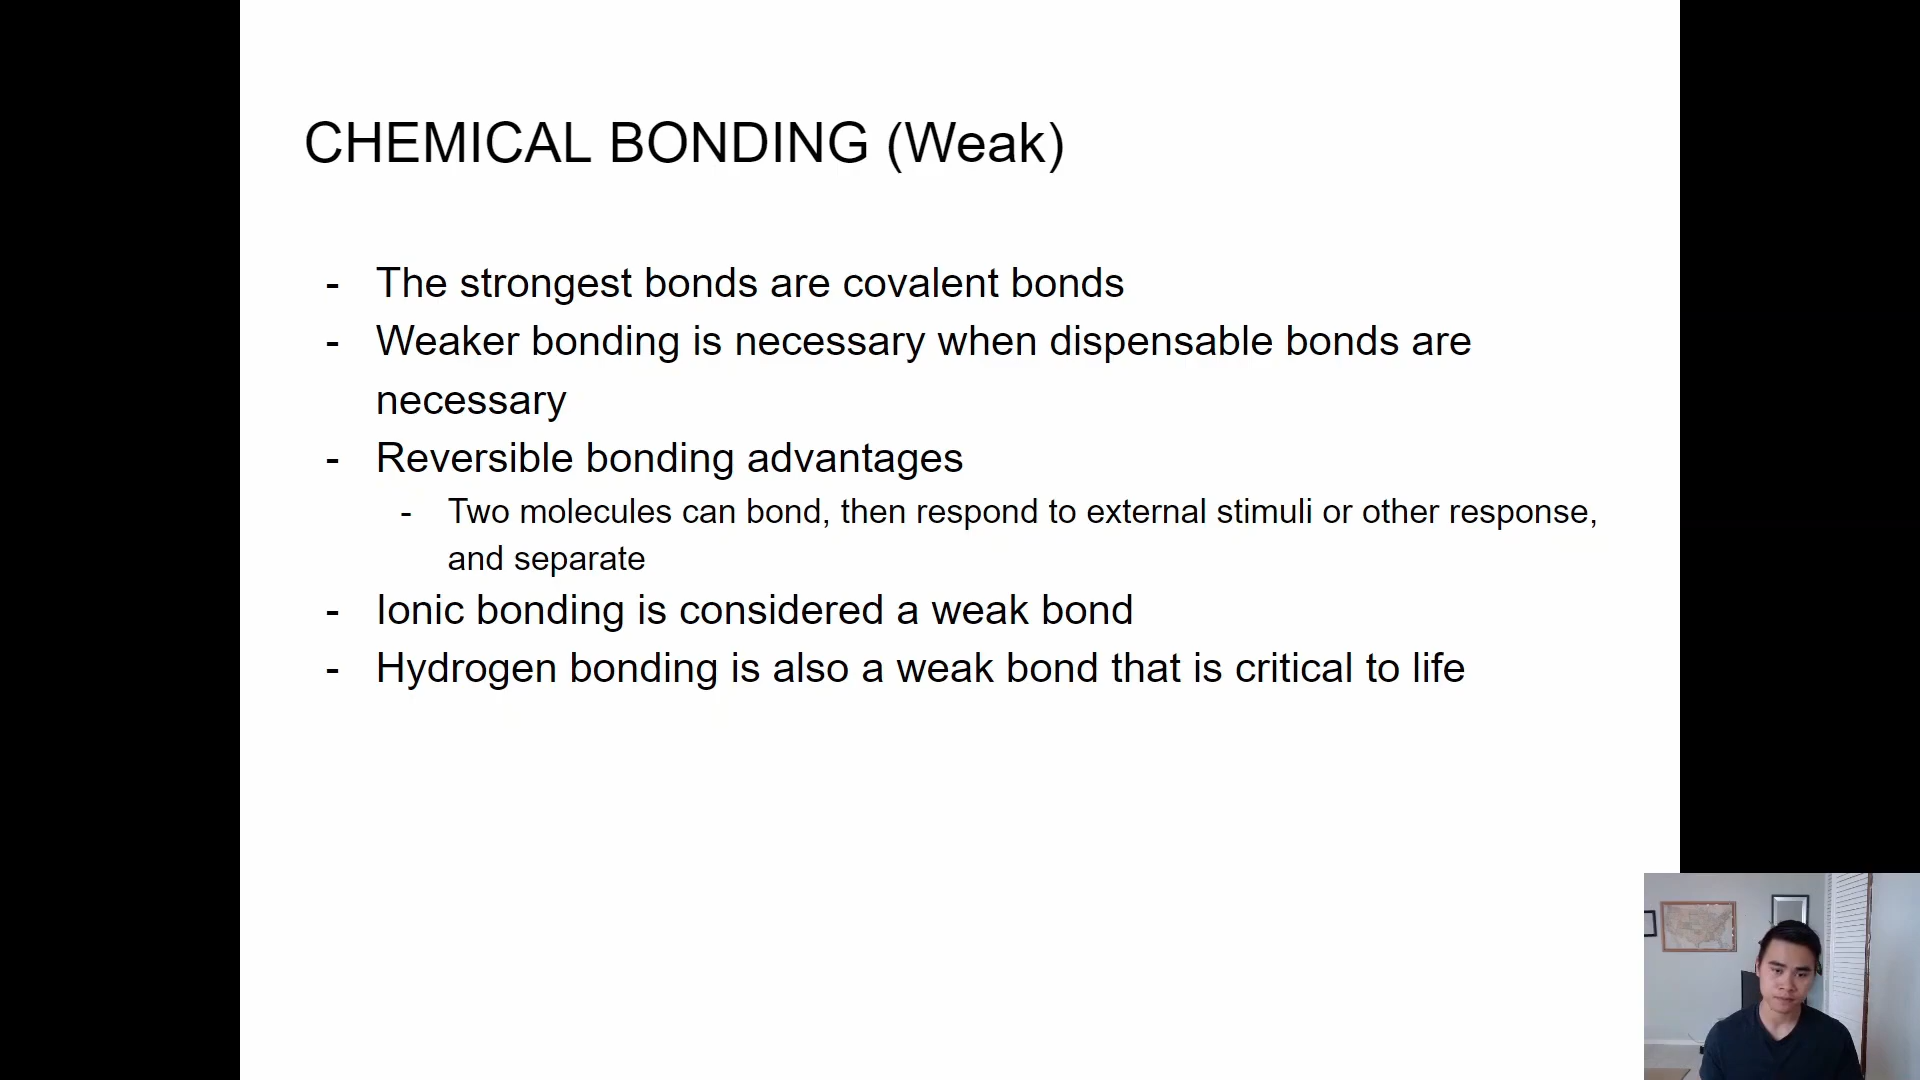 CHEMICAL BONDING (Weak)
- The strongest bonds are covalent bonds
- Weaker bonding is necessary when dispensable bonds are
necessary
- Reversible bonding advantages
- Two molecules can bond, then respond to external stimuli or other response,
and separate
- Ionic bonding is considered a weak bond
- Hydrogen bonding is also a weak bond that is critical to life